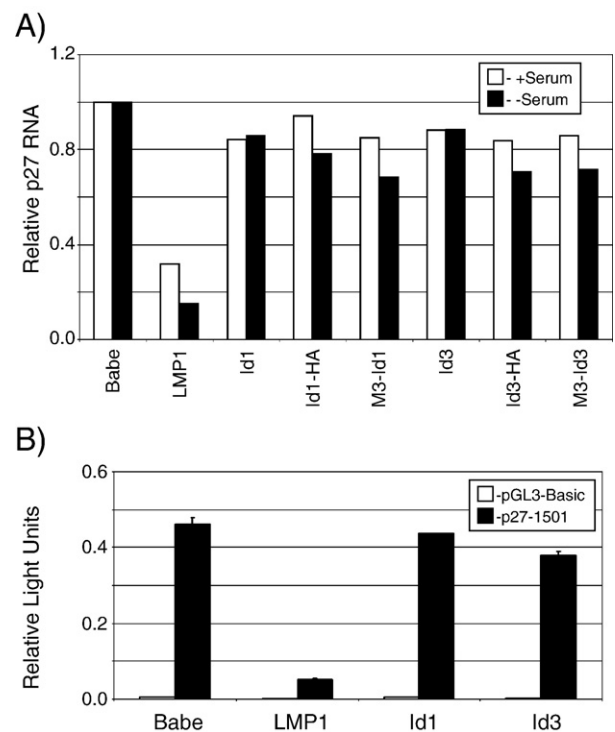 A)
1.2
0.8
0.4
0.0
Relative p27 RNA
- +Serum
- -Serum
Babe
LMP1
Id1
Id1-HA
M3-Id1
Id3
Id3-HA
M3-Id3
B)
0.6
0.4
0.2
0.0
Relative Light Units
-pGL3-Basic
-p27-1501
Babe
LMP1
Id1
Id3